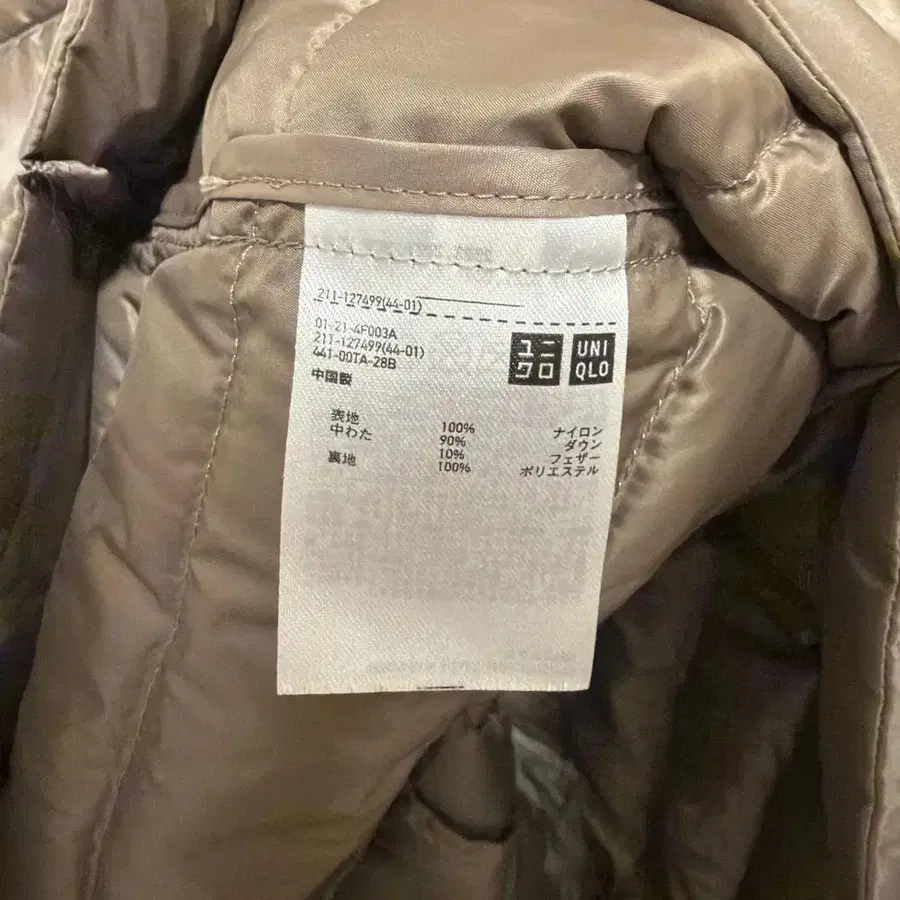 211-127499(44-01)
01-21-4F003A
211-127499(44-01)
441-00TA-28B
中国製
ユニクロ
UNIQLO
表地 100% ナイロン
中わた 90% ダウン
10% フェザー
裏地 100% ポリエステル